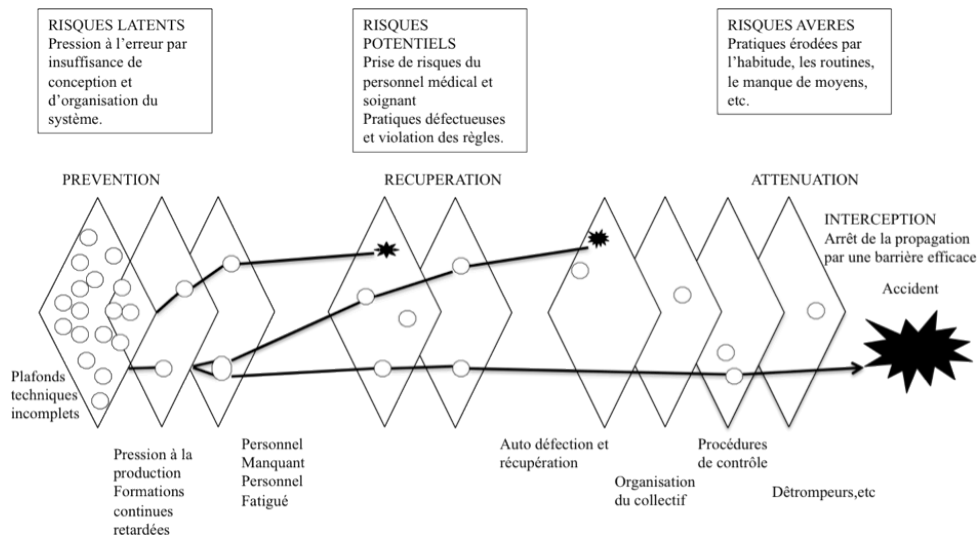 RISQUES LATENTS
Pression à l'erreur par
insuffisance de
conception et
d'organisation du
système.
RISQUES
POTENTIELS
Prise de risques du
personnel médical et
soignant
Pratiques défectueuses
et violation des règles.
RISQUES AVERES
Pratiques érodées par
l'habitude, les routines,
le manque de moyens,
etc.
PREVENTION
RECUPERATION
ATTENUATION
INTERCEPTION
Arrêt de la propagation
par une barrière efficace
Accident
Plafonds
techniques
incomplets
Pression à la
production
Formations
continues
retardées
Personnel
Manquant
Personnel
Fatigué
Auto défection et
récupération
Organisation
du collectif
Procédures
de contrôle
Dêtrompeurs,etc